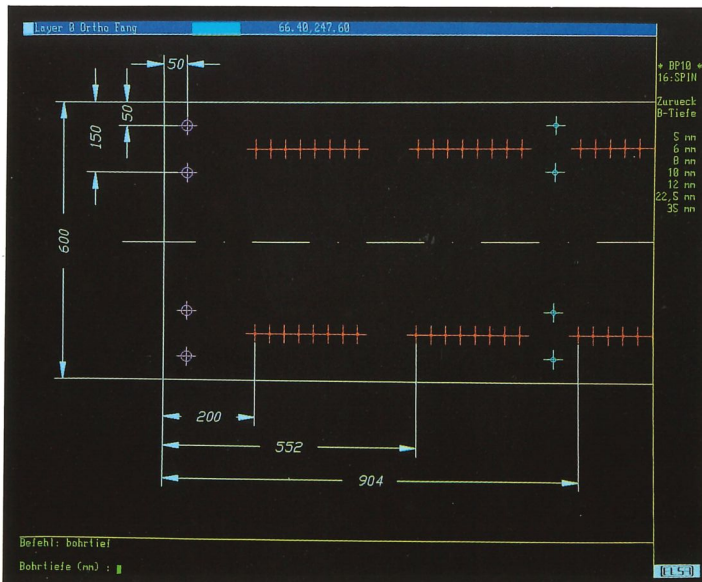 Layer 0 Ortho Fang 66.40,247.60
* BP10 *
16:SPIN
Zurueck
B-Tiefe
5 mm
6 mm
8 mm
10 mm
12 mm
22,5 mm
35 mm
50
50
150
600
200
552
904
Befehl: bohrtief
Bohrtiefe (mm) :